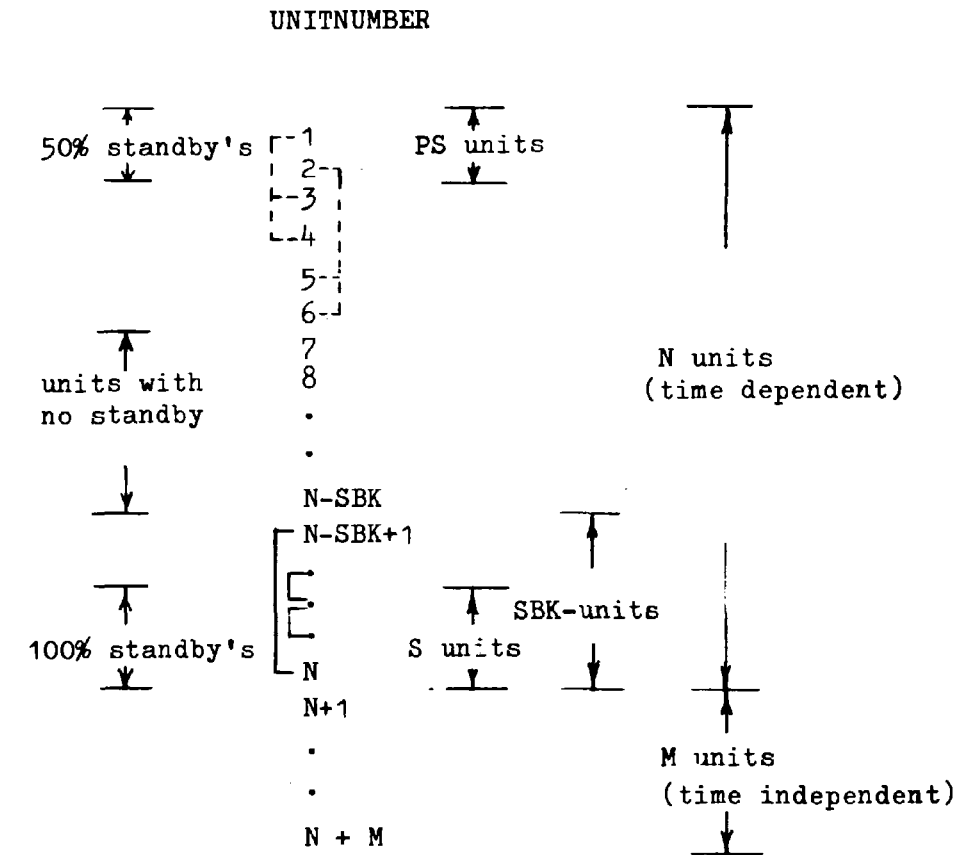 UNITNUMBER
50% standby's
1
PS units
2
3
4
5
6
7
N units
8
(time dependent)
units with
no standby
.
.
N-SBK
N-SBK+1
SBK-units
100% standby's
S units
N
N+1
.
M units
.
(time independent)
N + M